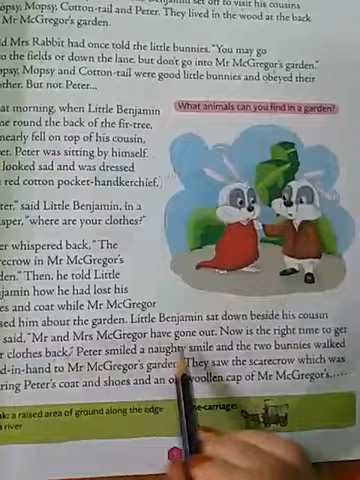 set off to visit his cousins
opsy, Mopsy, Cotton-tail and Peter. They lived in the wood at the back
Mr McGregor's garden.
ld Mrs Rabbit had once told the little bunnies, "You may go
o the fields or down the lane, but don't go into Mr McGregor's garden."
opsy, Mopsy and Cotton-tail were good little bunnies and obeyed their
other. But not Peter...
at morning, when Little Benjamin
me round the back of the fir-tree,
nearly fell on top of his cousin,
er. Peter was sitting by himself.
looked sad and was dressed
red cotton pocket-handkerchief.
What animals can you find in a garden?
ter," said Little Benjamin, in a
isper, "where are your clothes?"
er whispered back, "The
recrow in Mr McGregor's
den." Then, he told Little
njamin how he had lost his
es and coat while Mr McGregor
sed him about the garden. Little Benjamin sat down beside his cousin
said, "Mr and Mrs McGregor have gone out. Now is the right time to get
r clothes back." Peter smiled a naughty smile and the two bunnies walked
d-in-hand to Mr McGregor's garden. They saw the scarecrow which was
ring Peter's coat and shoes and an old woollen cap of Mr McGregor's......
nk: a raised area of ground along the edge
river
carriage: